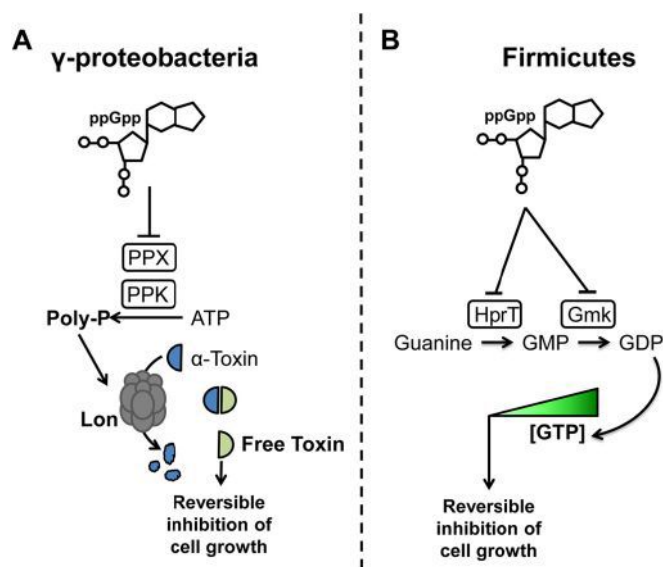 A
γ-proteobacteria
ppGpp
PPX
PPK
Poly-P
ATP
α-Toxin
Lon
Free Toxin
Reversible
inhibition of
cell growth
B
Firmicutes
ppGpp
HprT
Gmk
Guanine
GMP
GDP
[GTP]
Reversible
inhibition of
cell growth